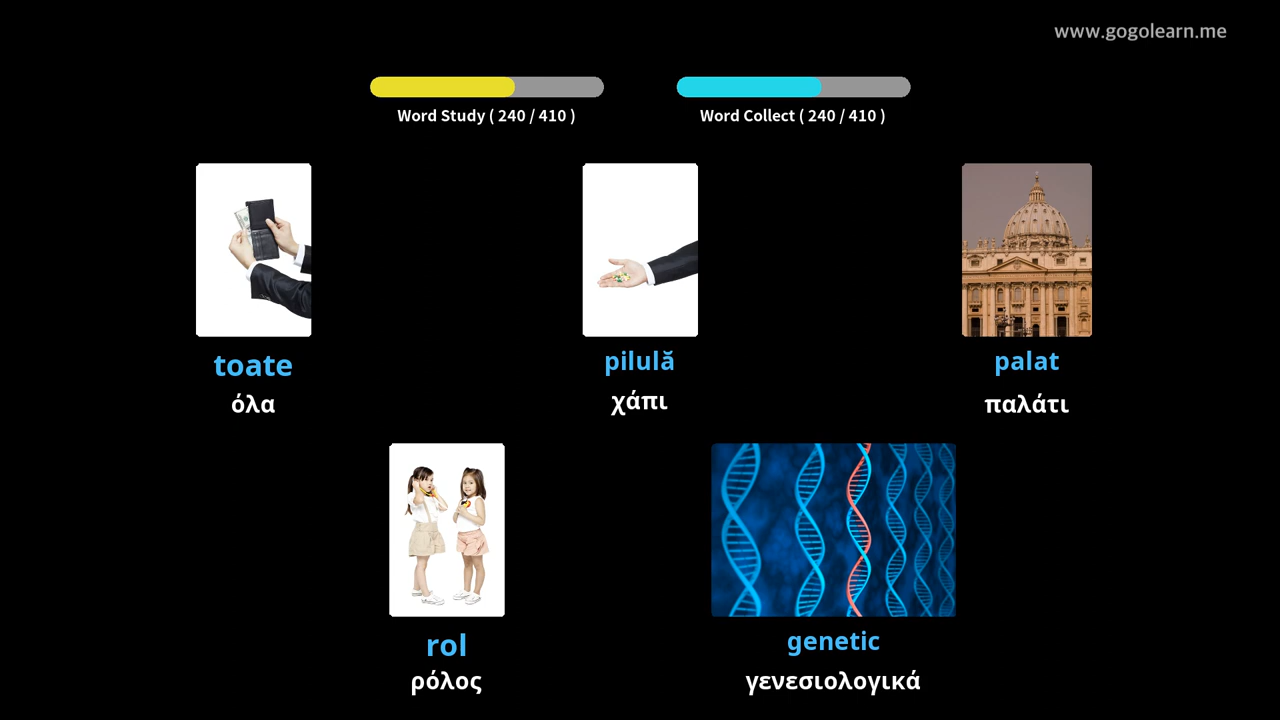 www.gogolearn.me
Word Study ( 240 / 410 )
Word Collect ( 240 / 410 )
toate
όλα
pilulă
χάπι
palat
παλάτι
rol
ρόλος
genetic
γενεσιολογικά